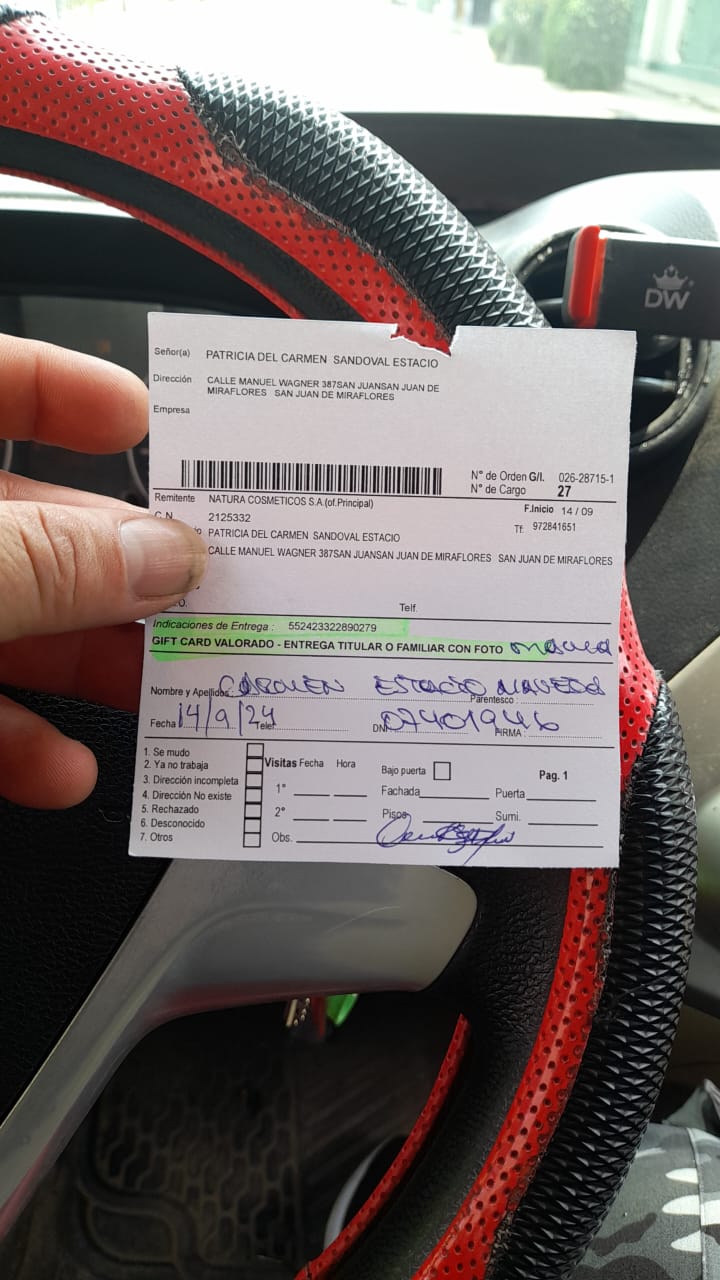 DW
Señor(a) PATRICIA DEL CARMEN SANDOVAL ESTACIO
Dirección CALLE MANUEL WAGNER 387SAN JUANSAN JUAN DE
MIRAFLORES SAN JUAN DE MIRAFLORES
Empresa
N° de Orden G/I. 026-28715-1
N° de Cargo 27
Remitente NATURA COSMETICOS S.A.(of.Principal)
F.Inicio 14 / 09
C.N. 2125332
Tf. 972841651
PATRICIA DEL CARMEN SANDOVAL ESTACIO
CALLE MANUEL WAGNER 387SAN JUANSAN JUAN DE MIRAFLORES SAN JUAN DE MIRAFLORES
Telf.
Indicaciones de Entrega : 552423322890279
GIFT CARD VALORADO - ENTREGA TITULAR O FAMILIAR CON FOTO
Nombre y Apellidos: CARMEN ESTACIO
Parentesco:
Fecha 14/9/24 Telef. DNI 07401946 FIRMA:
1. Se mudo
2. Ya no trabaja
3. Dirección incompleta
4. Dirección No existe
5. Rechazado
6. Desconocido
7. Otros
Visitas Fecha Hora
1°
2°
Obs.
Bajo puerta
Pag. 1
Fachada Puerta
Pisos Sumi.